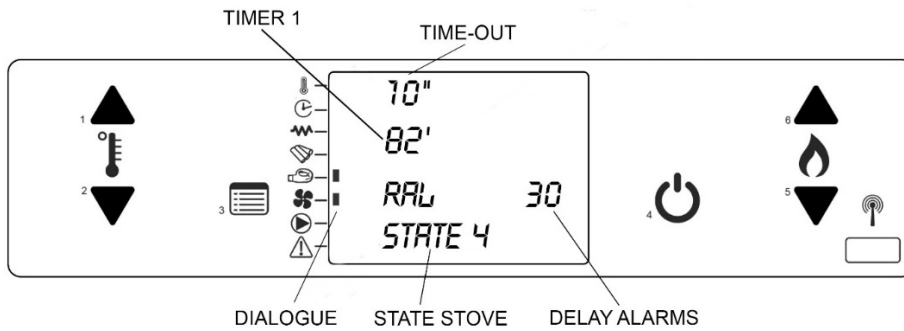 TIMER 1
TIME-OUT
1
2
3
10"
82'
RAL 30
STATE 4
4
6
5
DIALOGUE STATE STOVE DELAY ALARMS